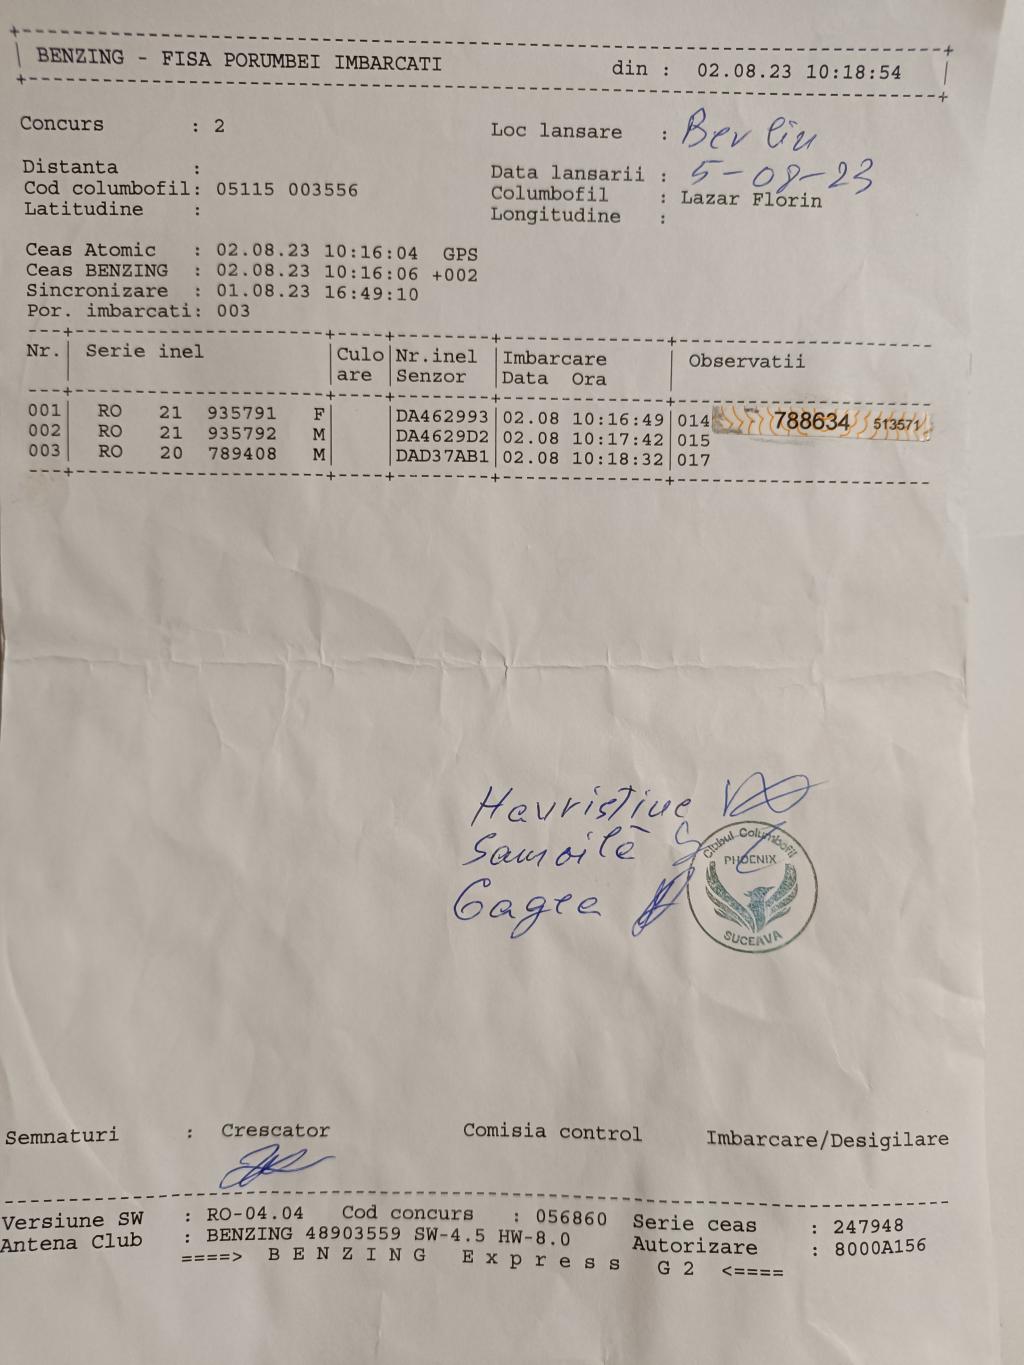 BENZING - FISA PORUMBEI IMBARCATI din : 02.08.23 10:18:54
Concurs : 2 Loc lansare : Berlin
Distanta : Data lansarii : 5-08-23
Cod columbofil: 05115 003556 Columbofil : Lazar Florin
Latitudine : Longitudine :
Ceas Atomic : 02.08.23 10:16:04 GPS
Ceas BENZING : 02.08.23 10:16:06 +002
Sincronizare : 01.08.23 16:49:10
Por. imbarcati: 003
Nr. Serie inel Culo Nr.inel Imbarcare Observatii
are Senzor Data Ora
001 RO 21 935791 F DA462993 02.08 10:16:49 014 788634 513571
002 RO 21 935792 M DA4629D2 02.08 10:17:42 015
003 RO 20 789408 M DAD37AB1 02.08 10:18:32 017
Samoilă
Clubul Columbofil
PHOENIX
SUCEAVA
Semnaturi : Crescator Comisia control Imbarcare/Desigilare
Versiune SW : RO-04.04 Cod concurs : 056860 Serie ceas : 247948
Antena Club : BENZING 48903559 SW-4.5 HW-8.0 Autorizare : 8000A156
====> B E N Z I N G E x p r e s s G 2 <====